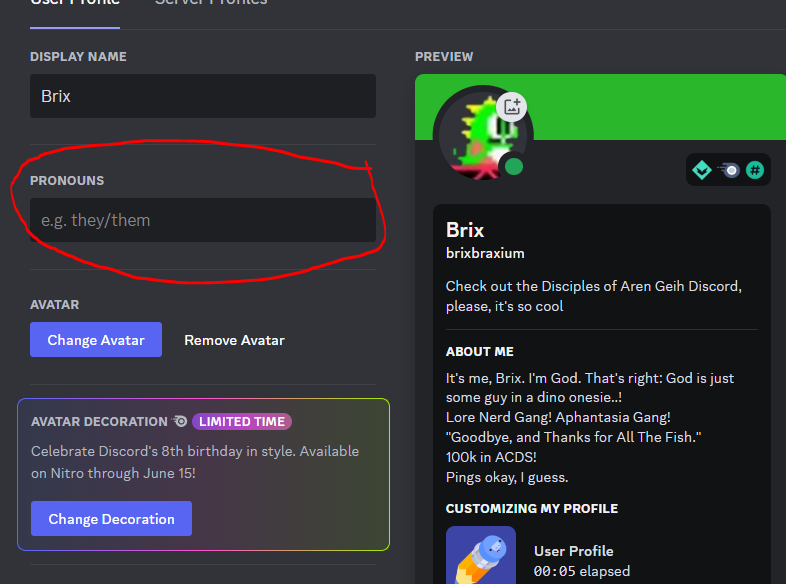 User Profile
Server Profiles
DISPLAY NAME
Brix
PRONOUNS
e.g. they/them
AVATAR
Change Avatar
Remove Avatar
AVATAR DECORATION
LIMITED TIME
Celebrate Discord's 8th birthday in style. Available
on Nitro through June 15!
Change Decoration
PREVIEW
Brix
brixbraxium
Check out the Disciples of Aren Geih Discord,
please, it's so cool
ABOUT ME
It's me, Brix. I'm God. That's right: God is just
some guy in a dino onesie..!
Lore Nerd Gang! Aphantasia Gang!
"Goodbye, and Thanks for All The Fish."
100k in ACDS!
Pings okay, I guess.
CUSTOMIZING MY PROFILE
User Profile
00:05 elapsed